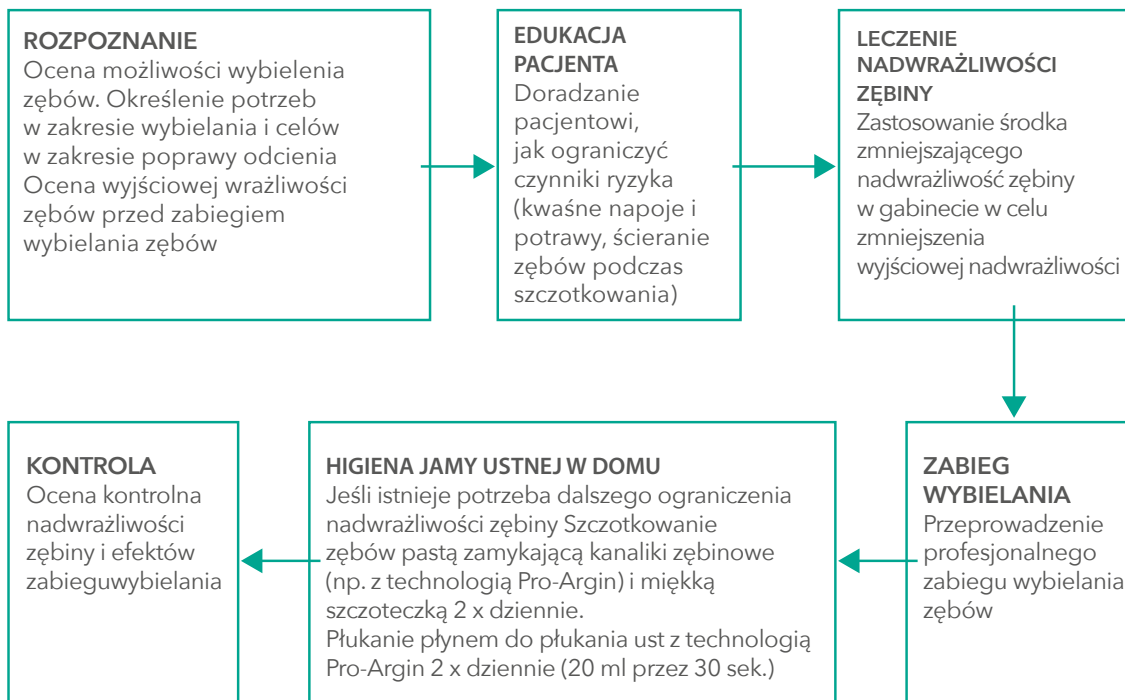 ROZPOZNANIE
Ocena możliwości wybielenia
zębów. Określenie potrzeb
w zakresie wybielania i celów
w zakresie poprawy odcienia
Ocena wyjściowej wrażliwości
zębów przed zabiegiem
wybielania zębów
EDUKACJA
PACJENTA
Doradzanie
pacjentowi,
jak ograniczyć
czynniki ryzyka
(kwaśne napoje i
potrawy, ścieranie
zębów podczas
szczotkowania)
LECZENIE
NADWRAŻLIWOŚCI
ZĘBINY
Zastosowanie środka
zmniejszającego
nadwrażliwość zębiny
w gabinecie w celu
zmniejszenia
wyjściowej nadwrażliwości
ZABIEG
WYBIELANIA
Przeprowadzenie
profesjonalnego
zabiegu wybielania
zębów
HIGIENA JAMY USTNEJ W DOMU
Jeśli istnieje potrzeba dalszego ograniczenia
nadwrażliwości zębiny Szczotkowanie
zębów pastą zamykającą kanaliki zębinowe
(np. z technologią Pro-Argin) i miękką
szczoteczką 2 x dziennie.
Płukanie płynem do płukania ust z technologią
Pro-Argin 2 x dziennie (20 ml przez 30 sek.)
KONTROLA
Ocena kontrolna
nadwrażliwości
zębiny i efektów
zabieguwybielania